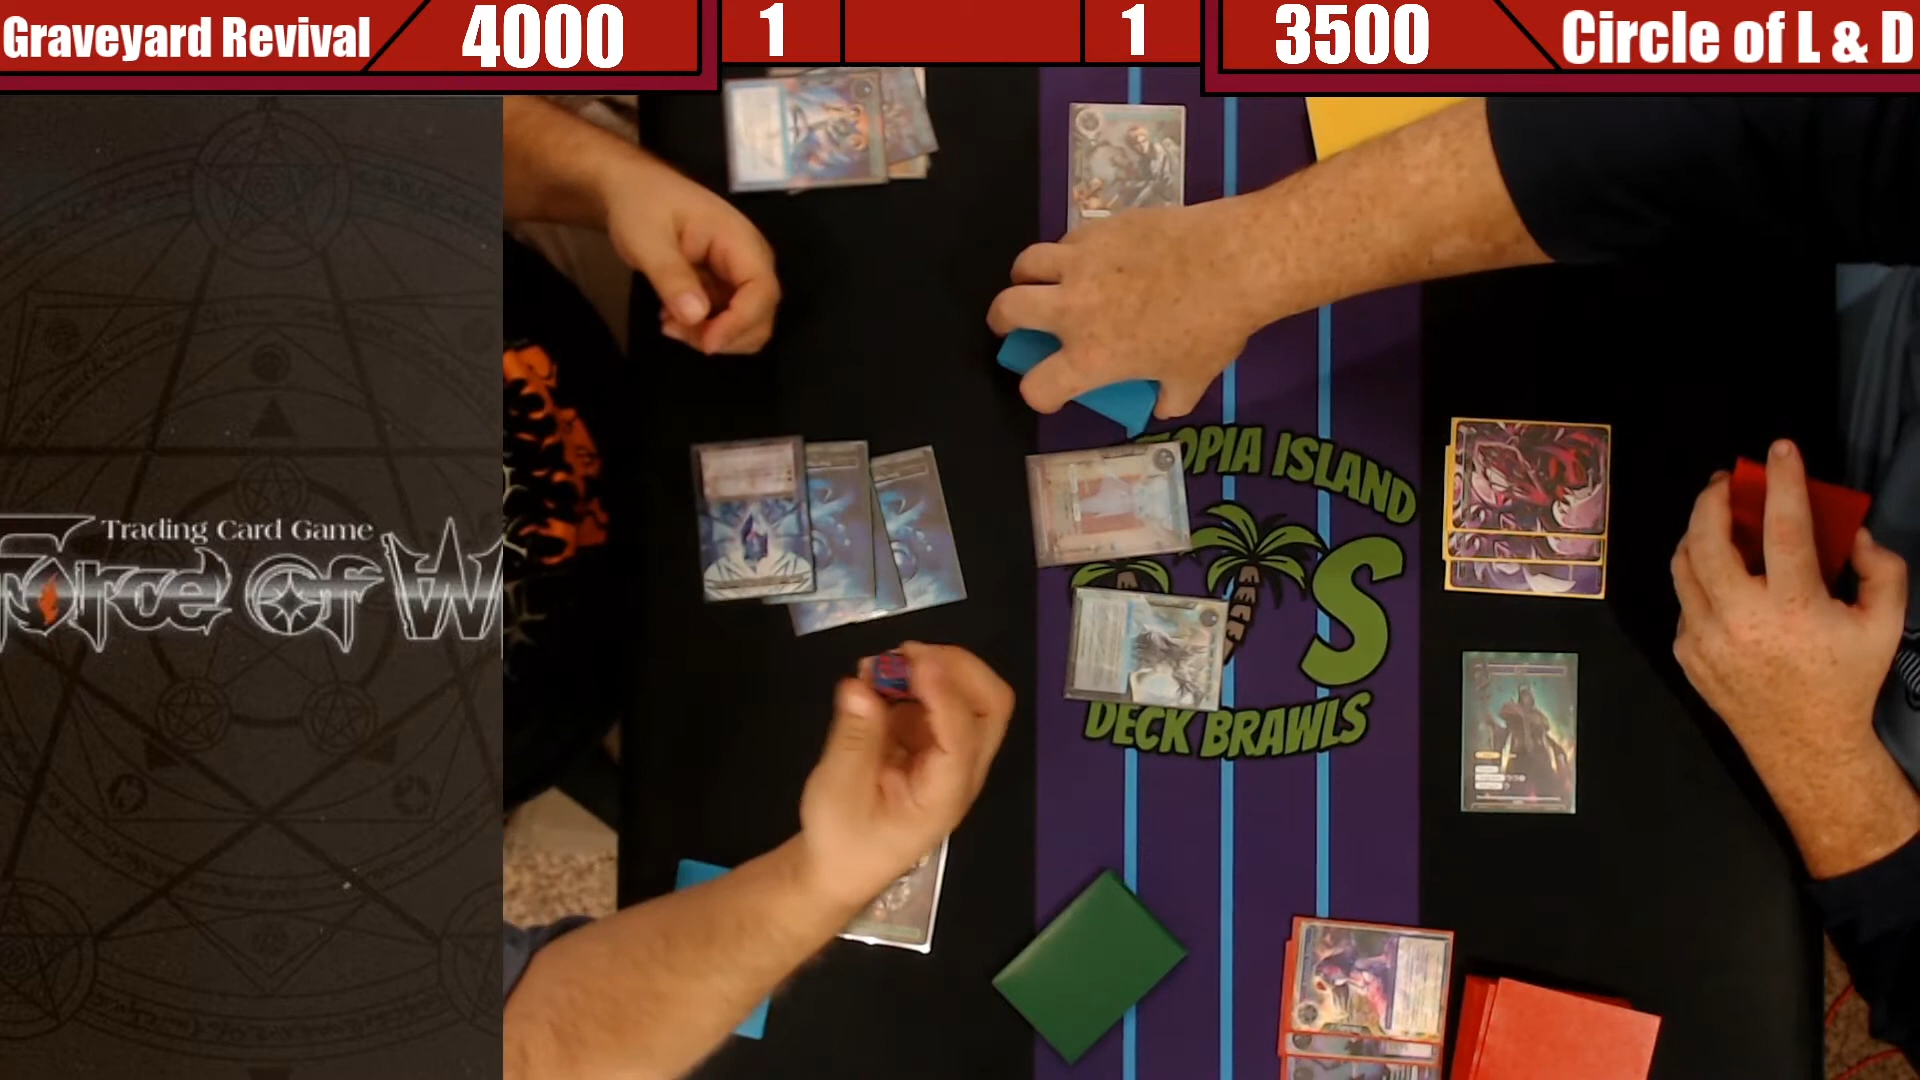 Graveyard Revival
4000
1
1
3500
Circle of L & D
Trading Card Game
Force of W
OPIA ISLAND
S
DECK BRAWLS